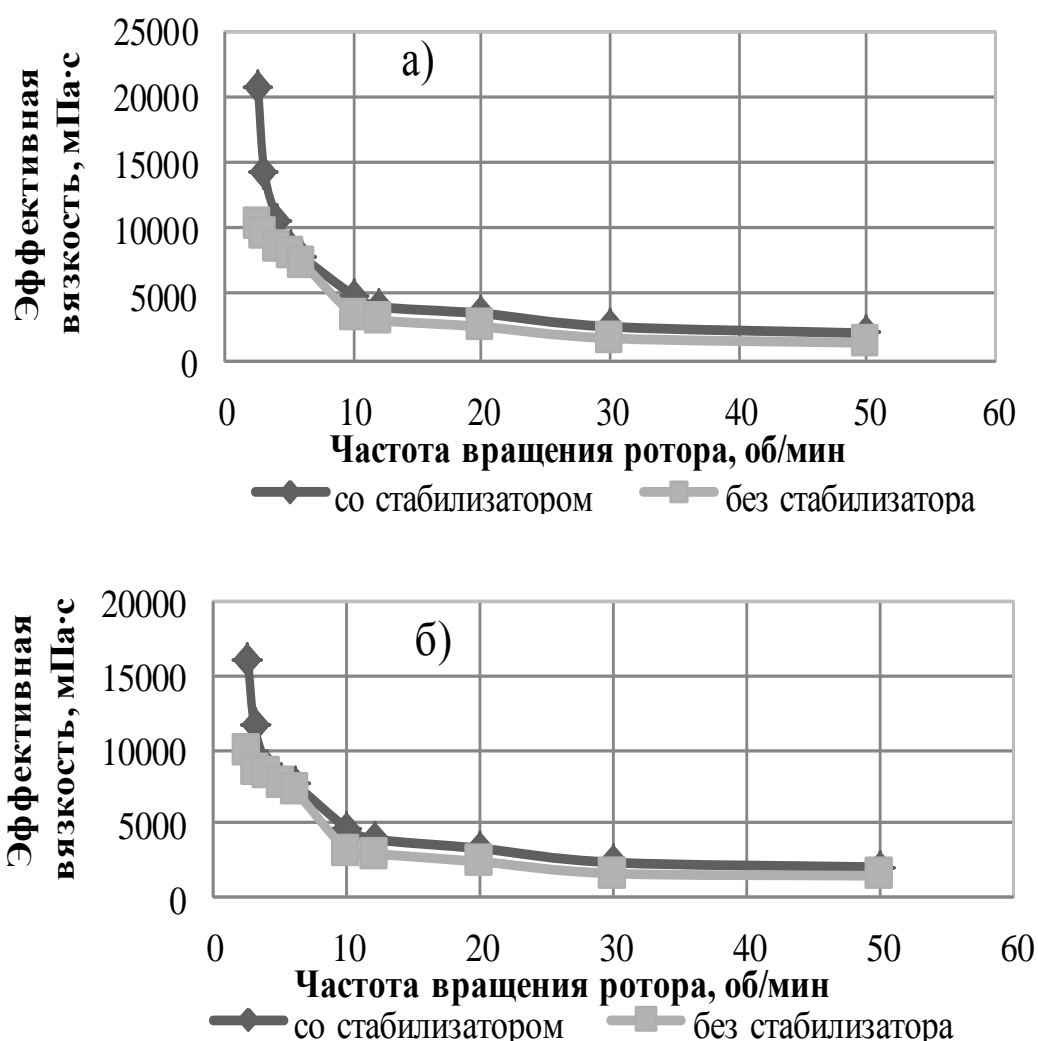 25000
а)
20000
15000
10000
5000
0
Эффективная
вязкость, мПа·с
0 10 20 30 40 50 60
Частота вращения ротора, об/мин
со стабилизатором без стабилизатора
20000
б)
15000
10000
5000
0
Эффективная
вязкость, мПа·с
0 10 20 30 40 50 60
Частота вращения ротора, об/мин
со стабилизатором без стабилизатора